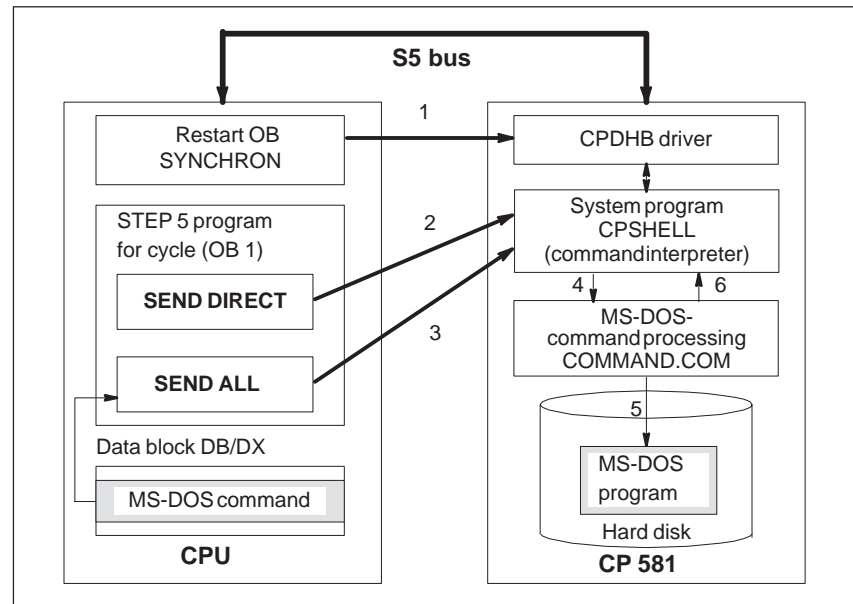 S5 bus
Restart OB
SYNCHRON
1
CPDHB driver
STEP 5 program
for cycle (OB 1)
2
System program
CPSHELL
(commandinterpreter)
SEND DIRECT
4
6
3
MS-DOS-
command processing
COMMAND.COM
SEND ALL
5
Data block DB/DX
MS-DOS
program
MS-DOS command
Hard disk
CPU
CP 581